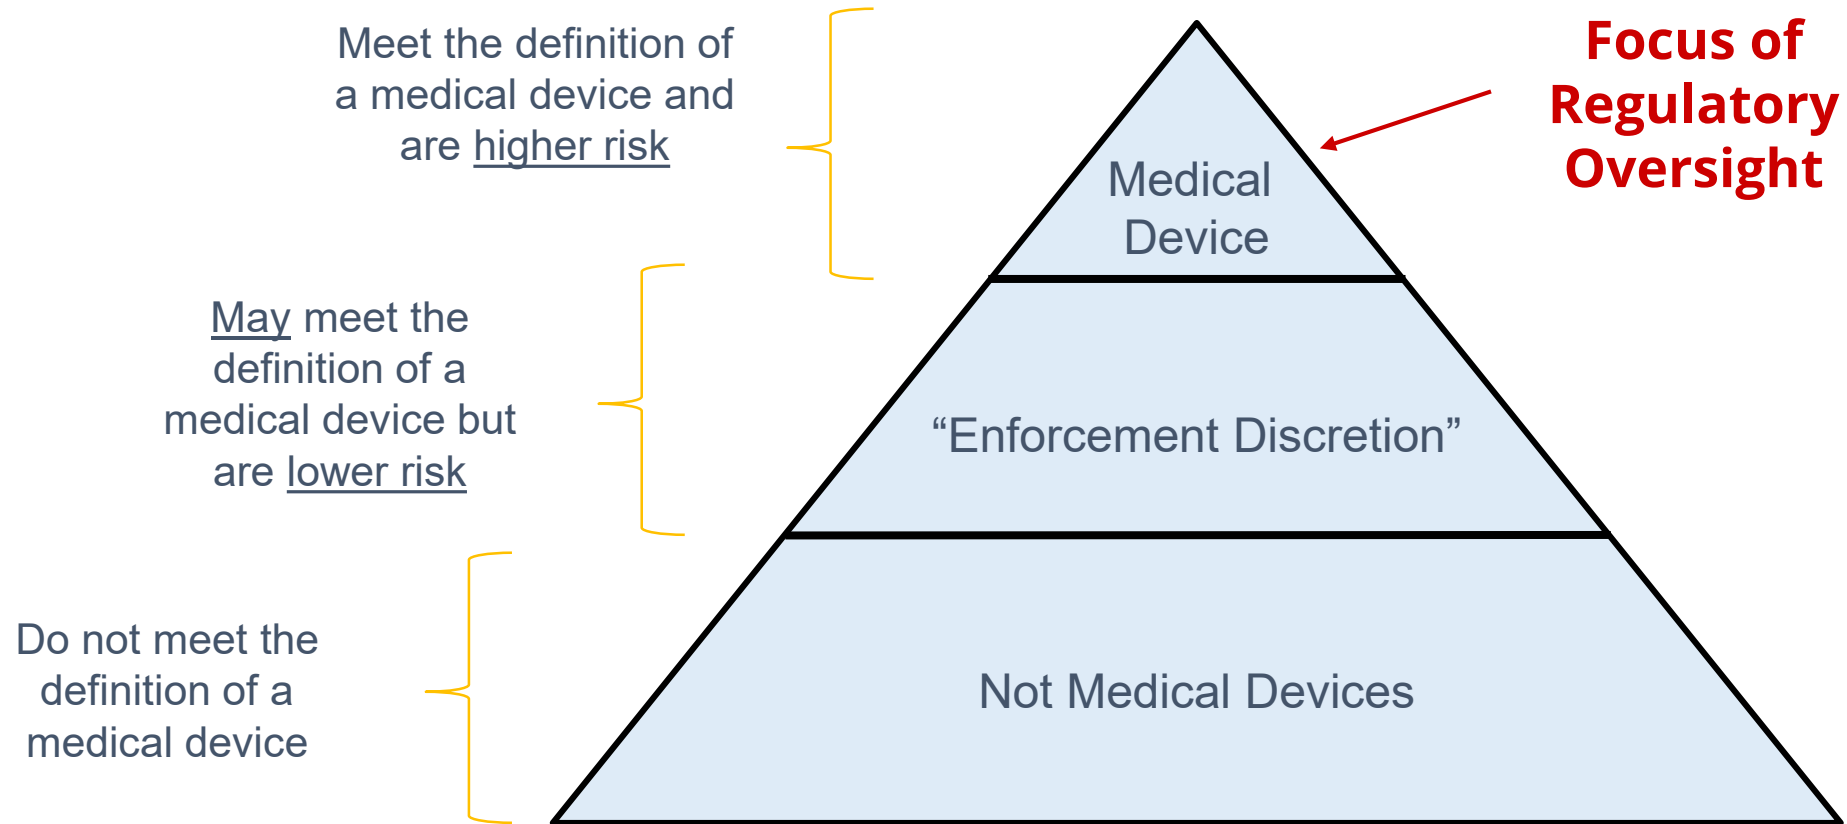 Meet the definition of
a medical device and
are higher risk
Focus of
Regulatory
Oversight
Medical
Device
May meet the
definition of a
medical device but
are lower risk
“Enforcement Discretion”
Do not meet the
definition of a
medical device
Not Medical Devices